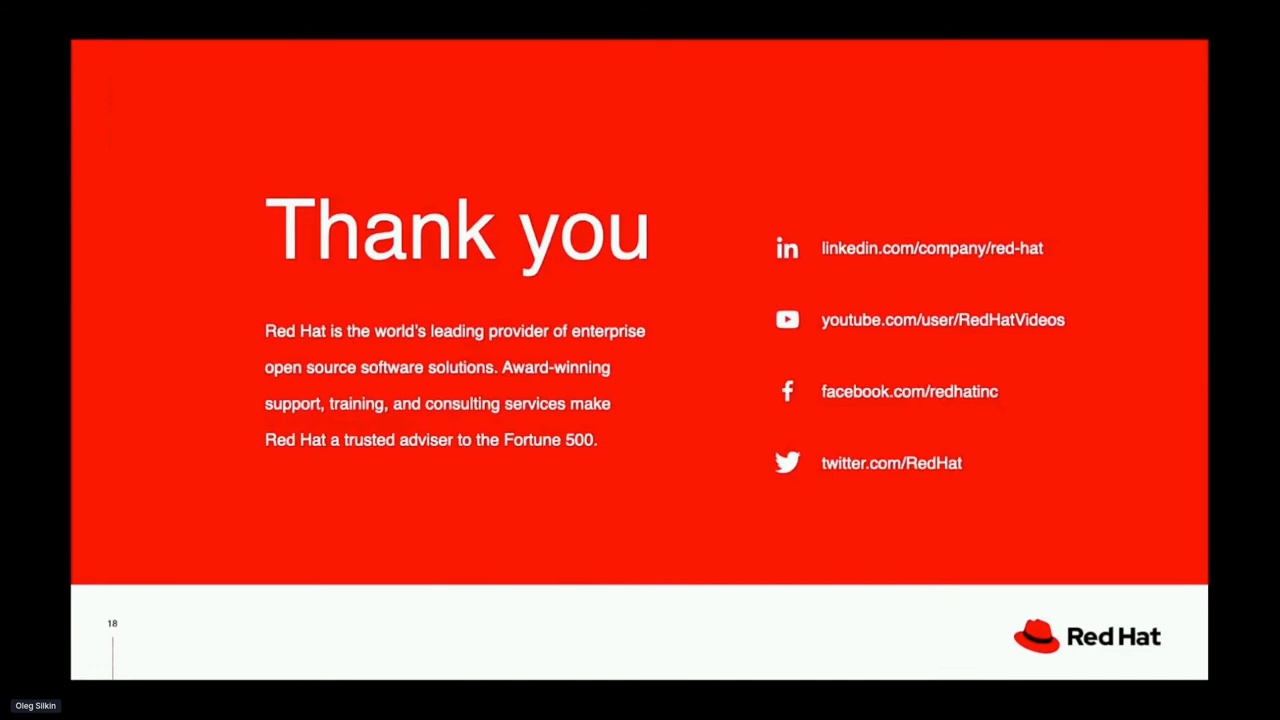 Thank you
Red Hat is the world's leading provider of enterprise
open source software solutions. Award-winning
support, training, and consulting services make
Red Hat a trusted adviser to the Fortune 500.
linkedin.com/company/red-hat
youtube.com/user/RedHatVideos
facebook.com/redhatinc
twitter.com/RedHat
18
Red Hat
Oleg Silkin